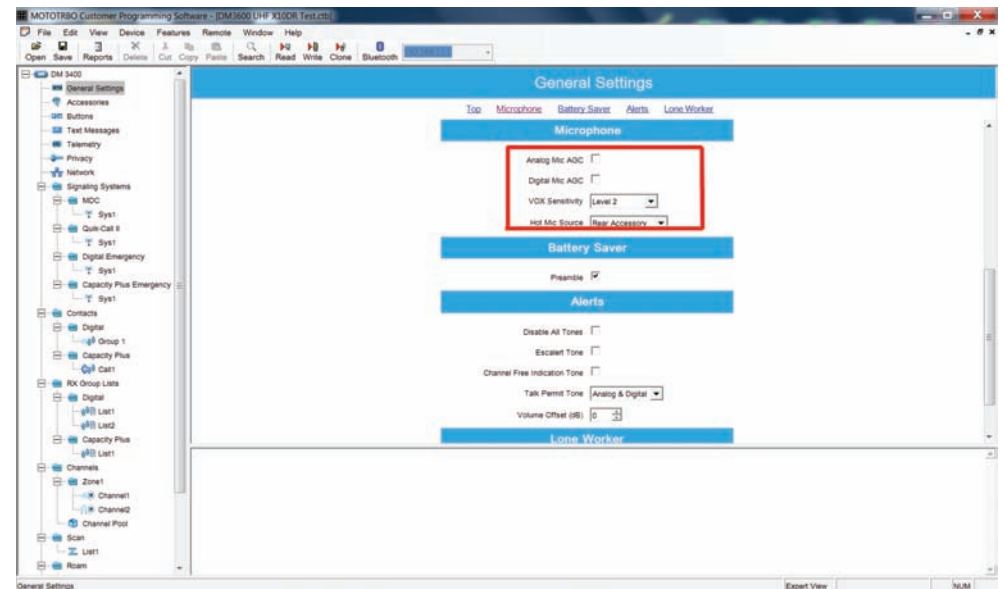 MOTOTRBO Customer Programming Software - [DM3600 UHF X10DR Test.ctb]
File Edit View Device Features Remote Window Help
Open Save Reports Delete Cut Copy Paste Search Read Write Clone Bluetooth
DM 3400
General Settings
Accessories
Buttons
Text Messages
Telemetry
Privacy
Network
Signaling Systems
MDC
Sys1
Quik-Call II
Sys1
Digital Emergency
Sys1
Capacity Plus Emergency
Sys1
Contacts
Digital
Group 1
Capacity Plus
Call1
RX Group Lists
Digital
List1
List2
Capacity Plus
List1
Channels
Zone1
Channel1
Channel2
Channel Pool
Scan
List1
Roam
General Settings
Top Microphone Battery Saver Alerts Lone Worker
Microphone
Analog Mic AGC
Digital Mic AGC
VOX Sensitivity Level 2
Hot Mic Source Rear Accessory
Battery Saver
Preamble
Alerts
Disable All Tones
Escalert Tone
Channel Free Indication Tone
Talk Permit Tone Analog & Digital
Volume Offset (dB) 0
Lone Worker
General Settings Expert View NUM